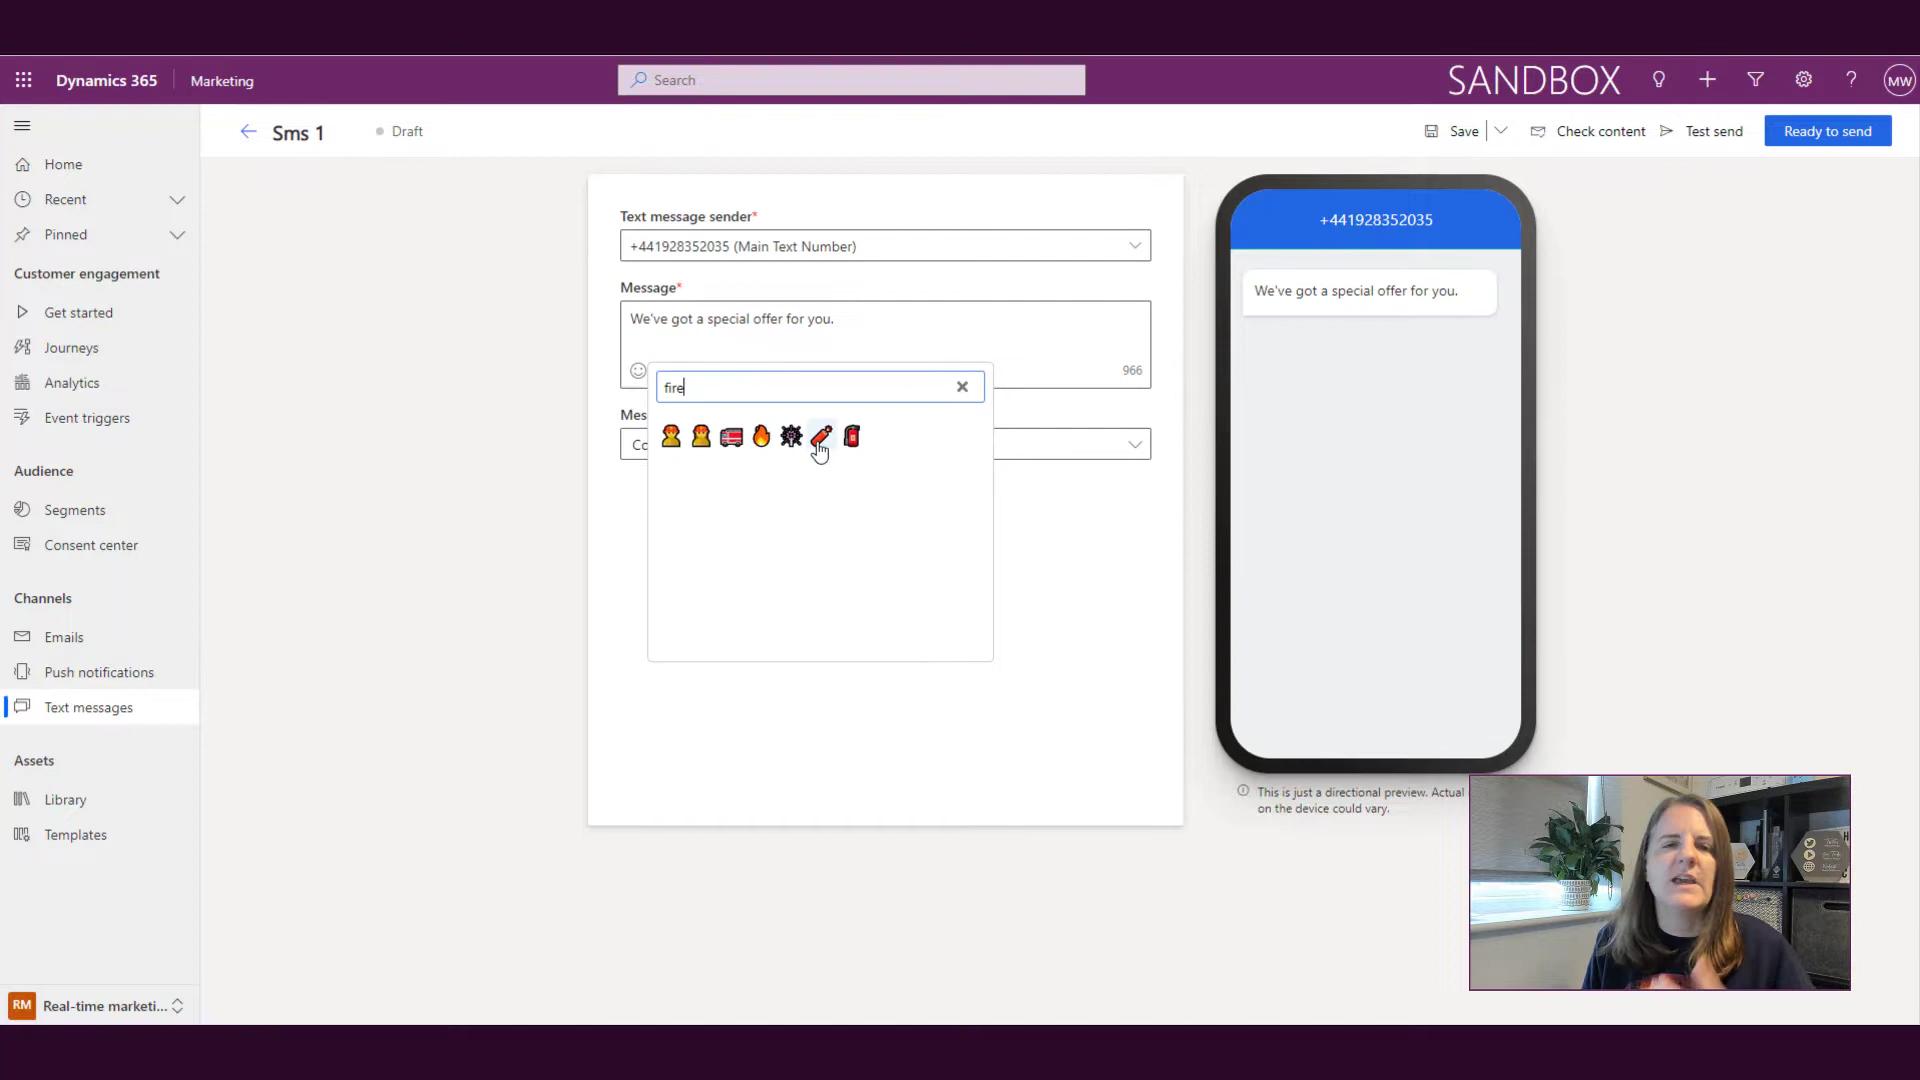 Dynamics 365
Marketing
Search
SANDBOX
MW
Sms 1
Draft
Save
Check content
Test send
Ready to send
Home
Recent
Pinned
Customer engagement
Get started
Journeys
Analytics
Event triggers
Audience
Segments
Consent center
Channels
Emails
Push notifications
Text messages
Assets
Library
Templates
RM
Real-time marketi...
Text message sender*
+441928352035 (Main Text Number)
Message*
We've got a special offer for you.
966
fire
Mes
Co
+441928352035
We've got a special offer for you.
This is just a directional preview. Actual
on the device could vary.